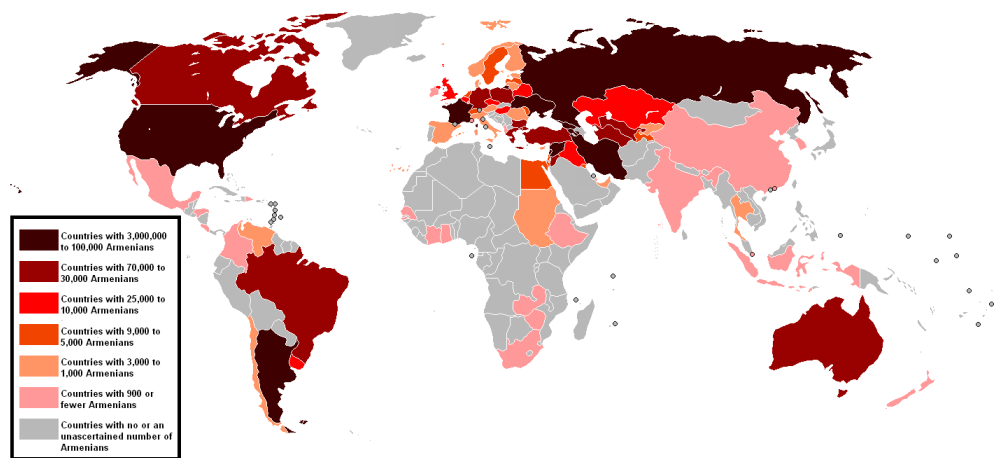 Countries with 3,000,000
to 100,000 Armenians
Countries with 70,000 to
30,000 Armenians
Countries with 25,000 to
10,000 Armenians
Countries with 9,000 to
5,000 Armenians
Countries with 3,000 to
1,000 Armenians
Countries with 900 or
fewer Armenians
Countries with no or an
unascertained number of
Armenians